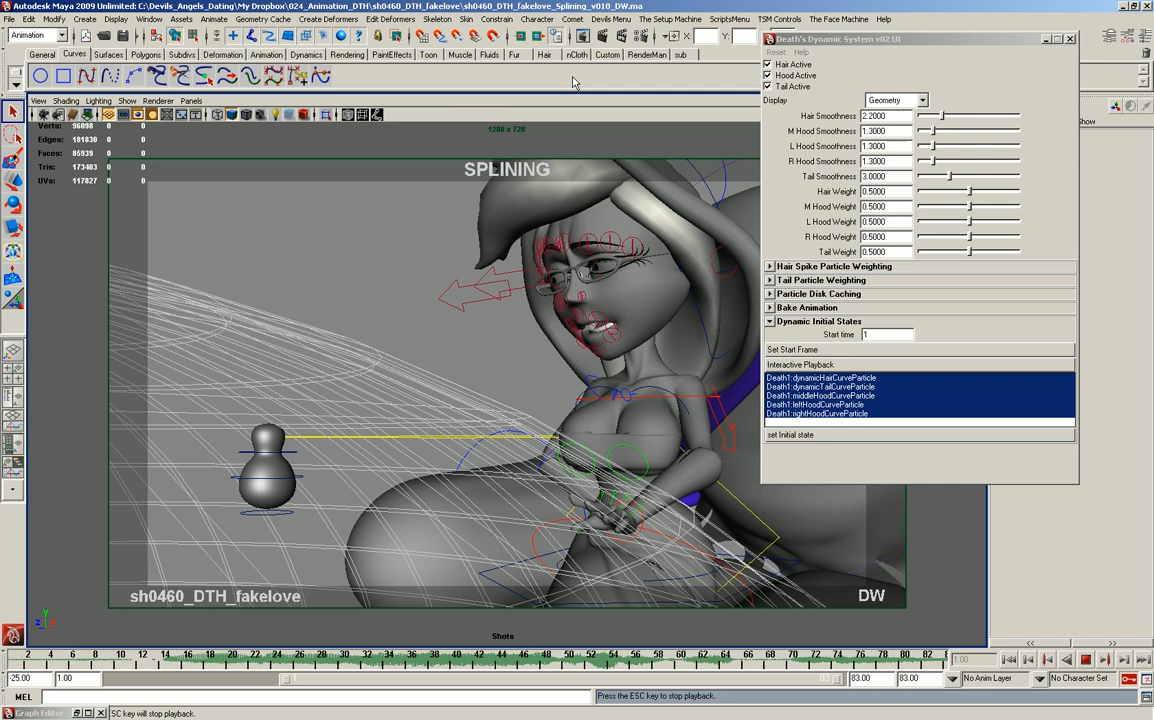 Autodesk Maya 2009 Unlimited: C:\Devils_Angels_Dating\My Dropbox\024_Animation_DTH\sh0460_DTH_fakelove\sh0460_DTH_fakelove_Splining_v010_DW.ma
File Edit Modify Create Display Window Assets Animate Geometry Cache Create Deformers Edit Deformers Skeleton Skin Constrain Character Comet Devils Menu The Setup Machine ScriptsMenu TSM Controls The Face Machine Help
Animation X: Y:
General Curves Surfaces Polygons Subdivs Deformation Animation Dynamics Rendering PaintEffects Toon Muscle Fluids Fur Hair nCloth Custom RenderMan sub
View Shading Lighting Show Renderer Panels
Verts: 96098 0 0
Edges: 181830 0 0
Faces: 85939 0 0
Tris: 173403 0 0
UVs: 117827 0 0
1280 x 720
SPLINING
sh0460_DTH_fakelove
DW
Shots
Death's Dynamic System v02 UI
Reset Help
Hair Active
Hood Active
Tail Active
Display Geometry
Hair Smoothness 2.2000
M Hood Smoothness 1.3000
L Hood Smoothness 1.3000
R Hood Smoothness 1.3000
Tail Smoothness 3.0000
Hair Weight 0.5000
M Hood Weight 0.5000
L Hood Weight 0.5000
R Hood Weight 0.5000
Tail Weight 0.5000
Hair Spike Particle Weighting
Tail Particle Weighting
Particle Disk Caching
Bake Animation
Dynamic Initial States
Start time 1
Set Start Frame
Interactive Playback
Death1:dynamicHairCurveParticle
Death1:dynamicTailCurveParticle
Death1:middleHoodCurveParticle
Death1:leftHoodCurveParticle
Death1:rightHoodCurveParticle
set Initial state
how
2 4 6 8 10 12 14 16 18 20 22 24 26 28 30 32 34 36 38 40 42 44 46 48 50 52 54 56 58 60 62 64 66 68 70 72 74 76 78 80 82 8
1.00
-25.00 1.00 83 83.00 83.00 No Anim Layer No Character Set
MEL Press the ESC key to stop playback.
Graph Editor SC key will stop playback.